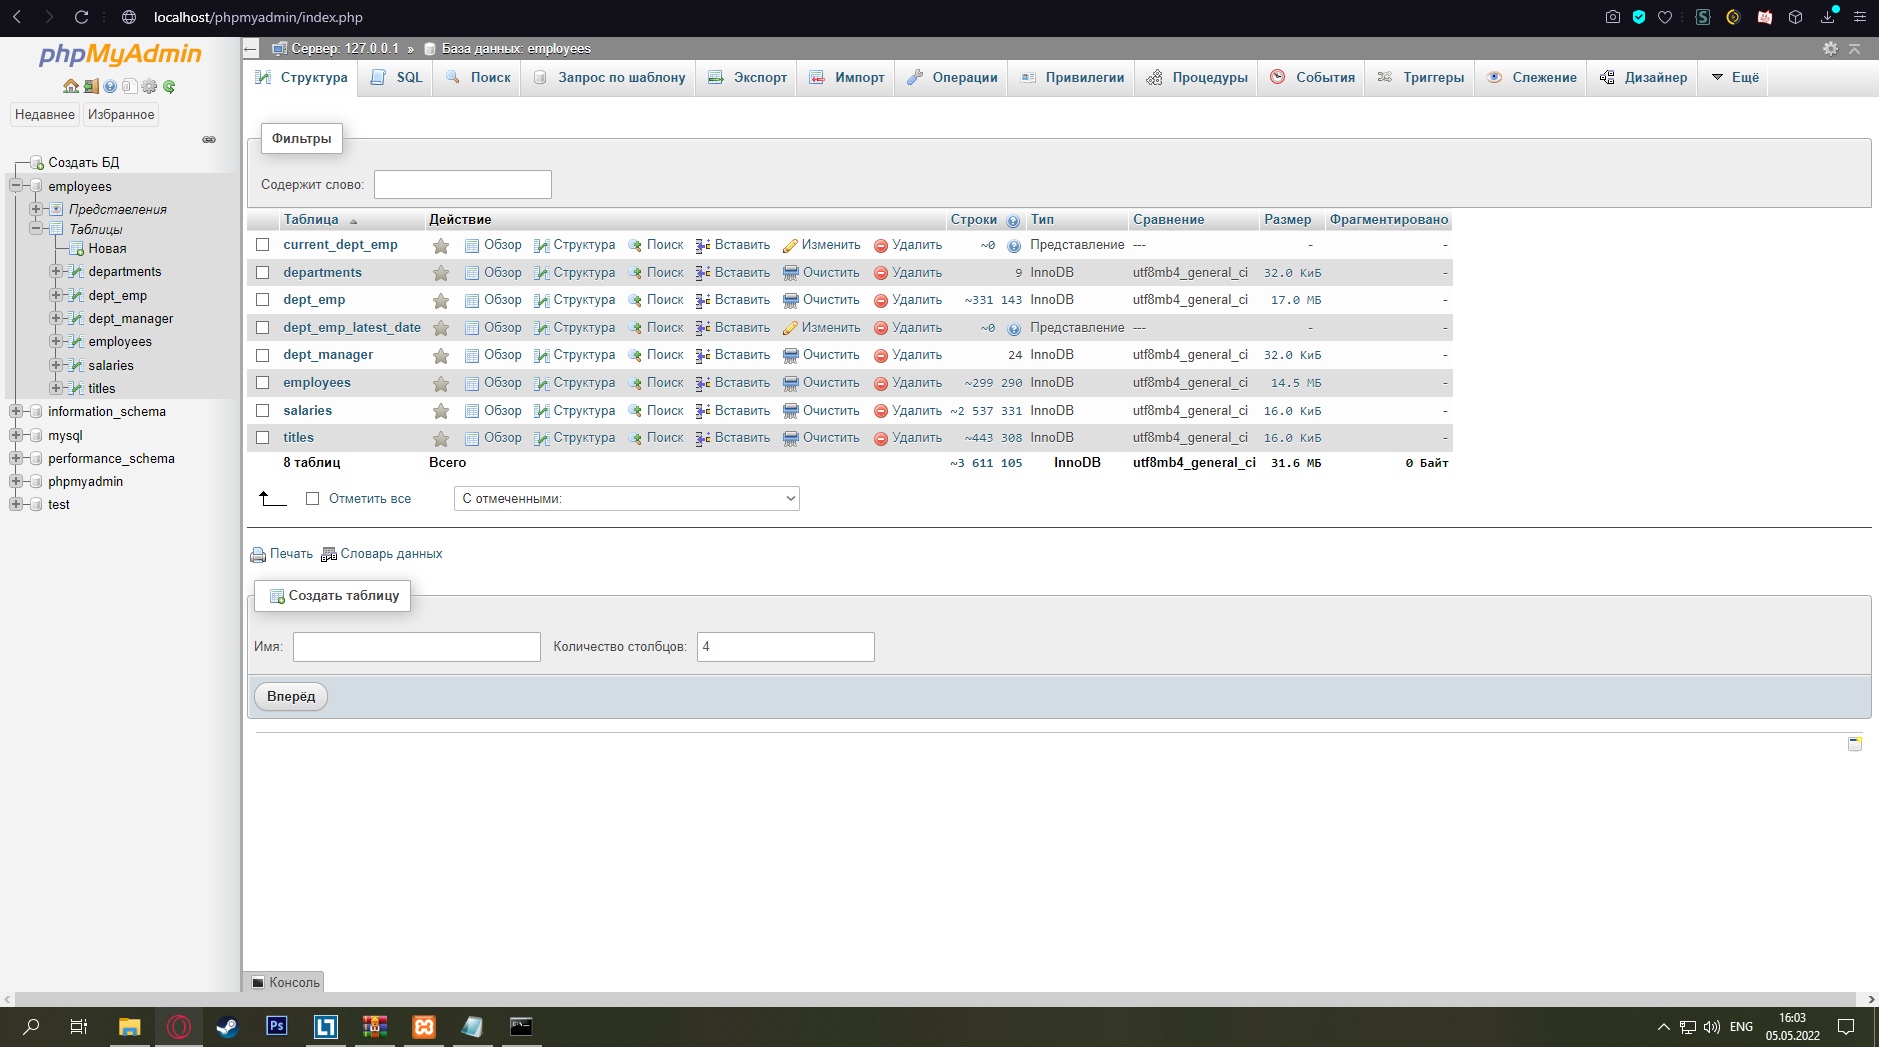 localhost/phpmyadmin/index.php
phpMyAdmin
Недавнее Избранное
Создать БД
employees
Представления
Таблицы
Новая
departments
dept_emp
dept_manager
employees
salaries
titles
information_schema
mysql
performance_schema
phpmyadmin
test
Сервер: 127.0.0.1 » База данных: employees
Структура SQL Поиск Запрос по шаблону Экспорт Импорт Операции Привилегии Процедуры События Триггеры Слежение Дизайнер Ещё
Фильтры
Содержит слово:
Таблица Действие Строки Тип Сравнение Размер Фрагментировано
current_dept_emp Обзор Структура Поиск Вставить Изменить Удалить ~0 Представление --- - -
departments Обзор Структура Поиск Вставить Очистить Удалить 9 InnoDB utf8mb4_general_ci 32.0 КиБ -
dept_emp Обзор Структура Поиск Вставить Очистить Удалить ~331 143 InnoDB utf8mb4_general_ci 17.0 МБ -
dept_emp_latest_date Обзор Структура Поиск Вставить Изменить Удалить ~0 Представление --- - -
dept_manager Обзор Структура Поиск Вставить Очистить Удалить 24 InnoDB utf8mb4_general_ci 32.0 КиБ -
employees Обзор Структура Поиск Вставить Очистить Удалить ~299 290 InnoDB utf8mb4_general_ci 14.5 МБ -
salaries Обзор Структура Поиск Вставить Очистить Удалить ~2 537 331 InnoDB utf8mb4_general_ci 16.0 КиБ -
titles Обзор Структура Поиск Вставить Очистить Удалить ~443 308 InnoDB utf8mb4_general_ci 16.0 КиБ -
8 таблиц Всего ~3 611 105 InnoDB utf8mb4_general_ci 31.6 МБ 0 Байт
Отметить все С отмеченными:
Печать Словарь данных
Создать таблицу
Имя: Количество столбцов: 4
Вперёд
Консоль
Ps
ENG
16:03
05.05.2022